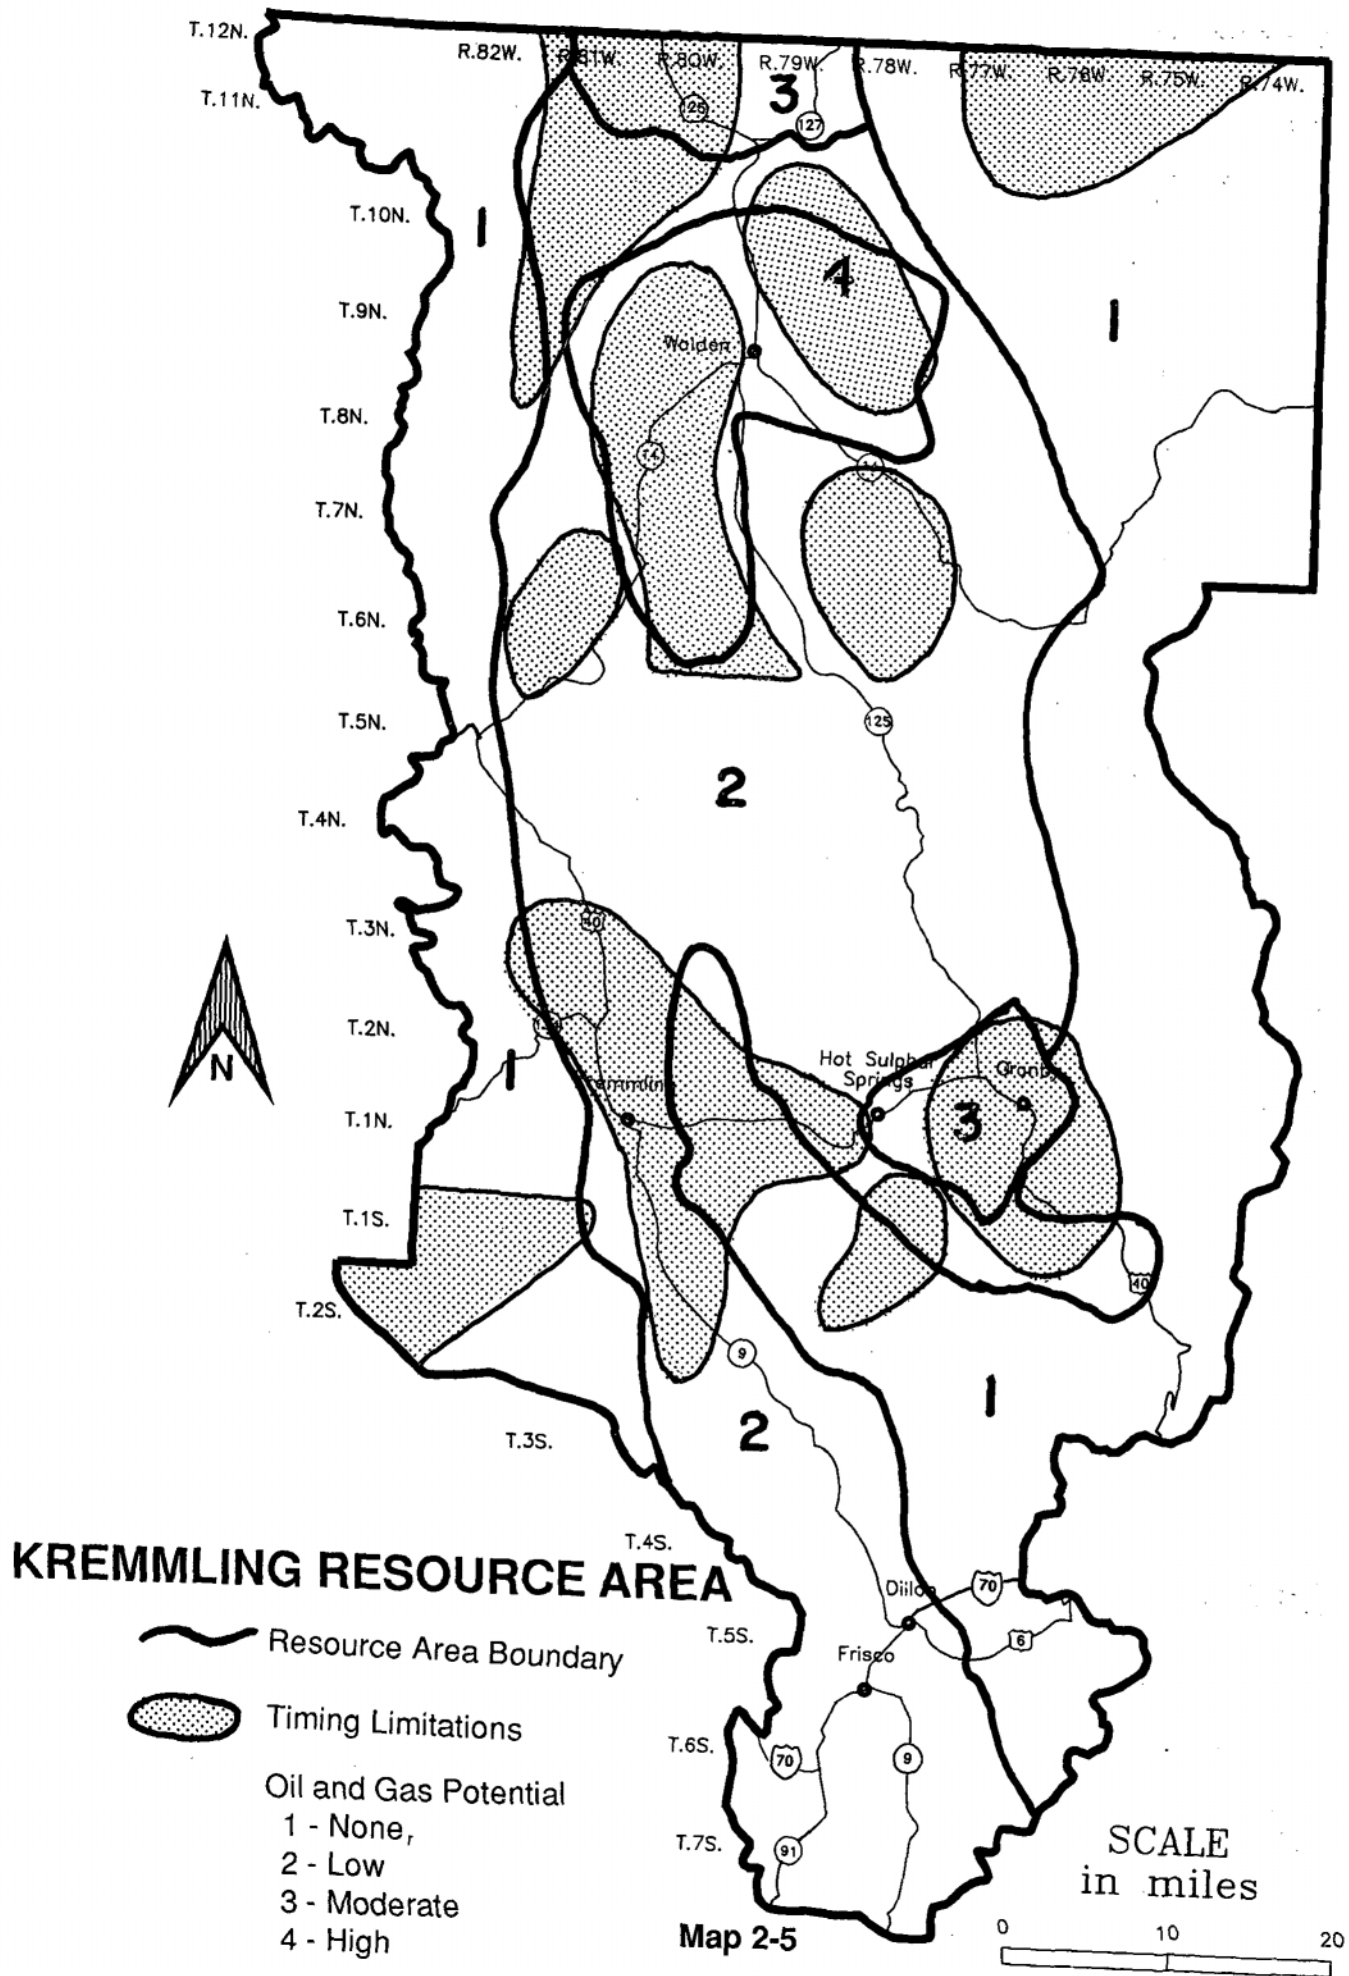 T.12N.
R.82W.
R.81W.
R.80W.
R.79W.
R.78W.
R.77W.
R.76W.
R.75W.
R.74W.
T.11N.
3
125
127
T.10N.
1
4
T.9N.
1
Walden
T.8N.
14
14
T.7N.
T.6N.
T.5N.
125
2
T.4N.
T.3N.
40
T.2N.
N
1
Hot Sulphur
Springs
Granby
Kremmling
T.1N.
3
T.1S.
40
T.2S.
9
1
2
T.3S.
T.4S.
KREMMLING RESOURCE AREA
Dillon
70
Resource Area Boundary
T.5S.
6
Frisco
Timing Limitations
T.6S.
70
9
Oil and Gas Potential
1 - None,
2 - Low
3 - Moderate
4 - High
T.7S.
91
SCALE
in miles
Map 2-5
0 10 20